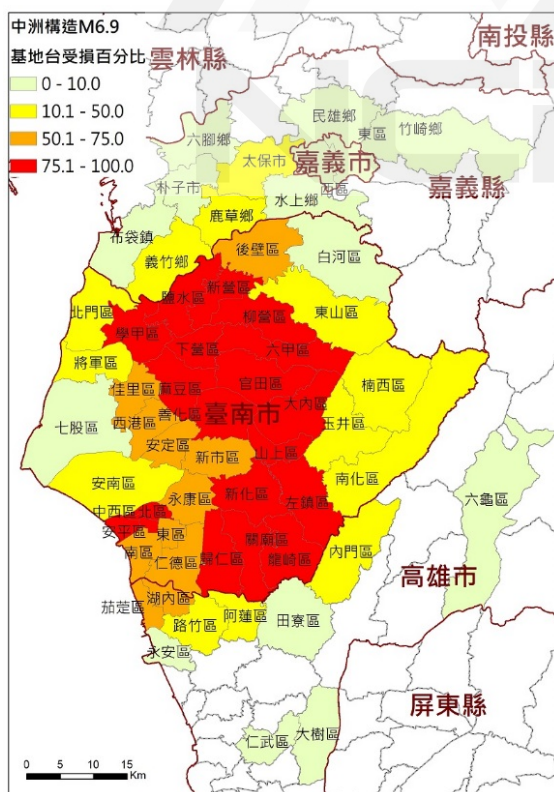 中洲構造M6.9
基地台受損百分比
0 - 10.0
10.1 - 50.0
50.1 - 75.0
75.1 - 100.0
雲林縣
南投縣
民雄鄉
東區
竹崎鄉
六腳鄉
太保市
嘉義市
西區
嘉義縣
朴子市
水上鄉
鹿草鄉
布袋鎮
後壁區
白河區
義竹鄉
新營區
鹽水區
北門區
柳營區
東山區
學甲區
下營區
六甲區
將軍區
佳里區
麻豆區
官田區
楠西區
大內區
善化區
臺南市
西港區
玉井區
七股區
安定區
山上區
新市區
南化區
安南區
永康區
新化區
左鎮區
六龜區
中西區
北區
安平區
東區
關廟區
內門區
南區
仁德區
歸仁區
龍崎區
高雄市
湖內區
茄萣區
阿蓮區
田寮區
路竹區
永安區
屏東縣
大樹區
仁武區
0 5 10 15
Km